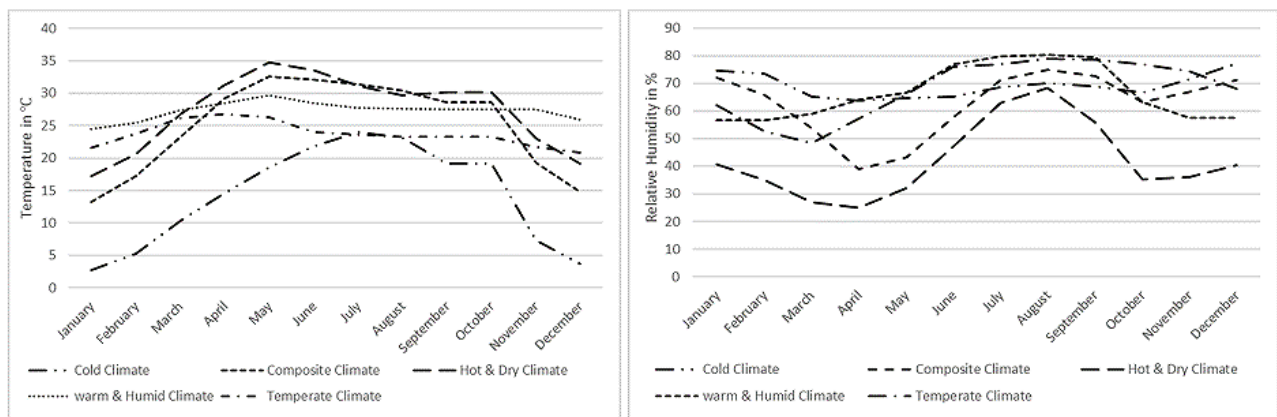 40
35
30
25
20
15
10
5
0
Temperature in °C
January
February
March
April
May
June
July
August
September
October
November
December
Cold Climate
Composite Climate
Hot & Dry Climate
warm & Humid Climate
Temperate Climate
90
80
70
60
50
40
30
20
10
0
Relative Humidity in %
January
February
March
April
May
June
July
August
September
October
November
December
Cold Climate
Composite Climate
Hot & Dry Climate
warm & Humid Climate
Temperate Climate